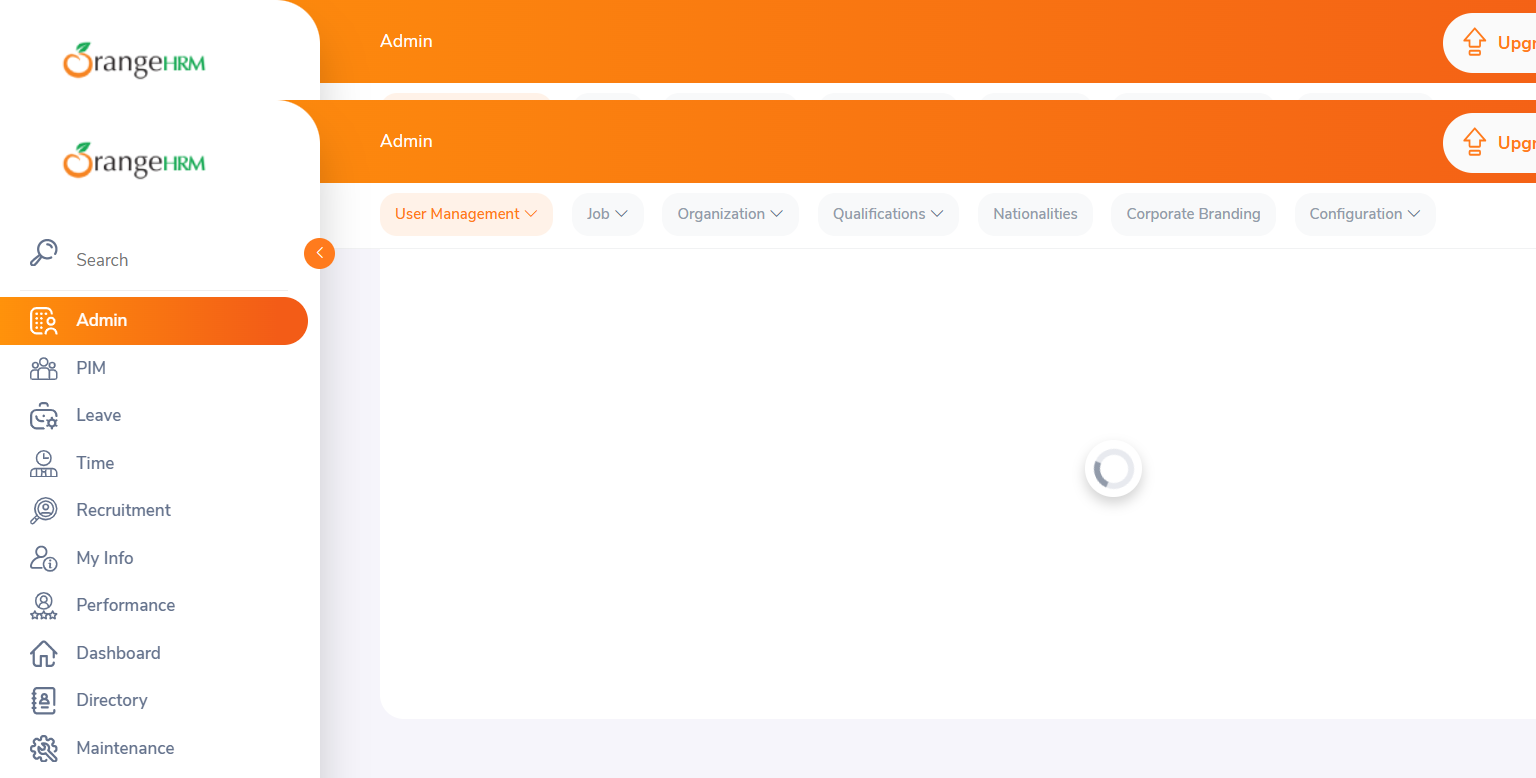 OrangeHRM
Admin
Upgr
OrangeHRM
Admin
Upgr
User Management
Job
Organization
Qualifications
Nationalities
Corporate Branding
Configuration
Search
Admin
PIM
Leave
Time
Recruitment
My Info
Performance
Dashboard
Directory
Maintenance